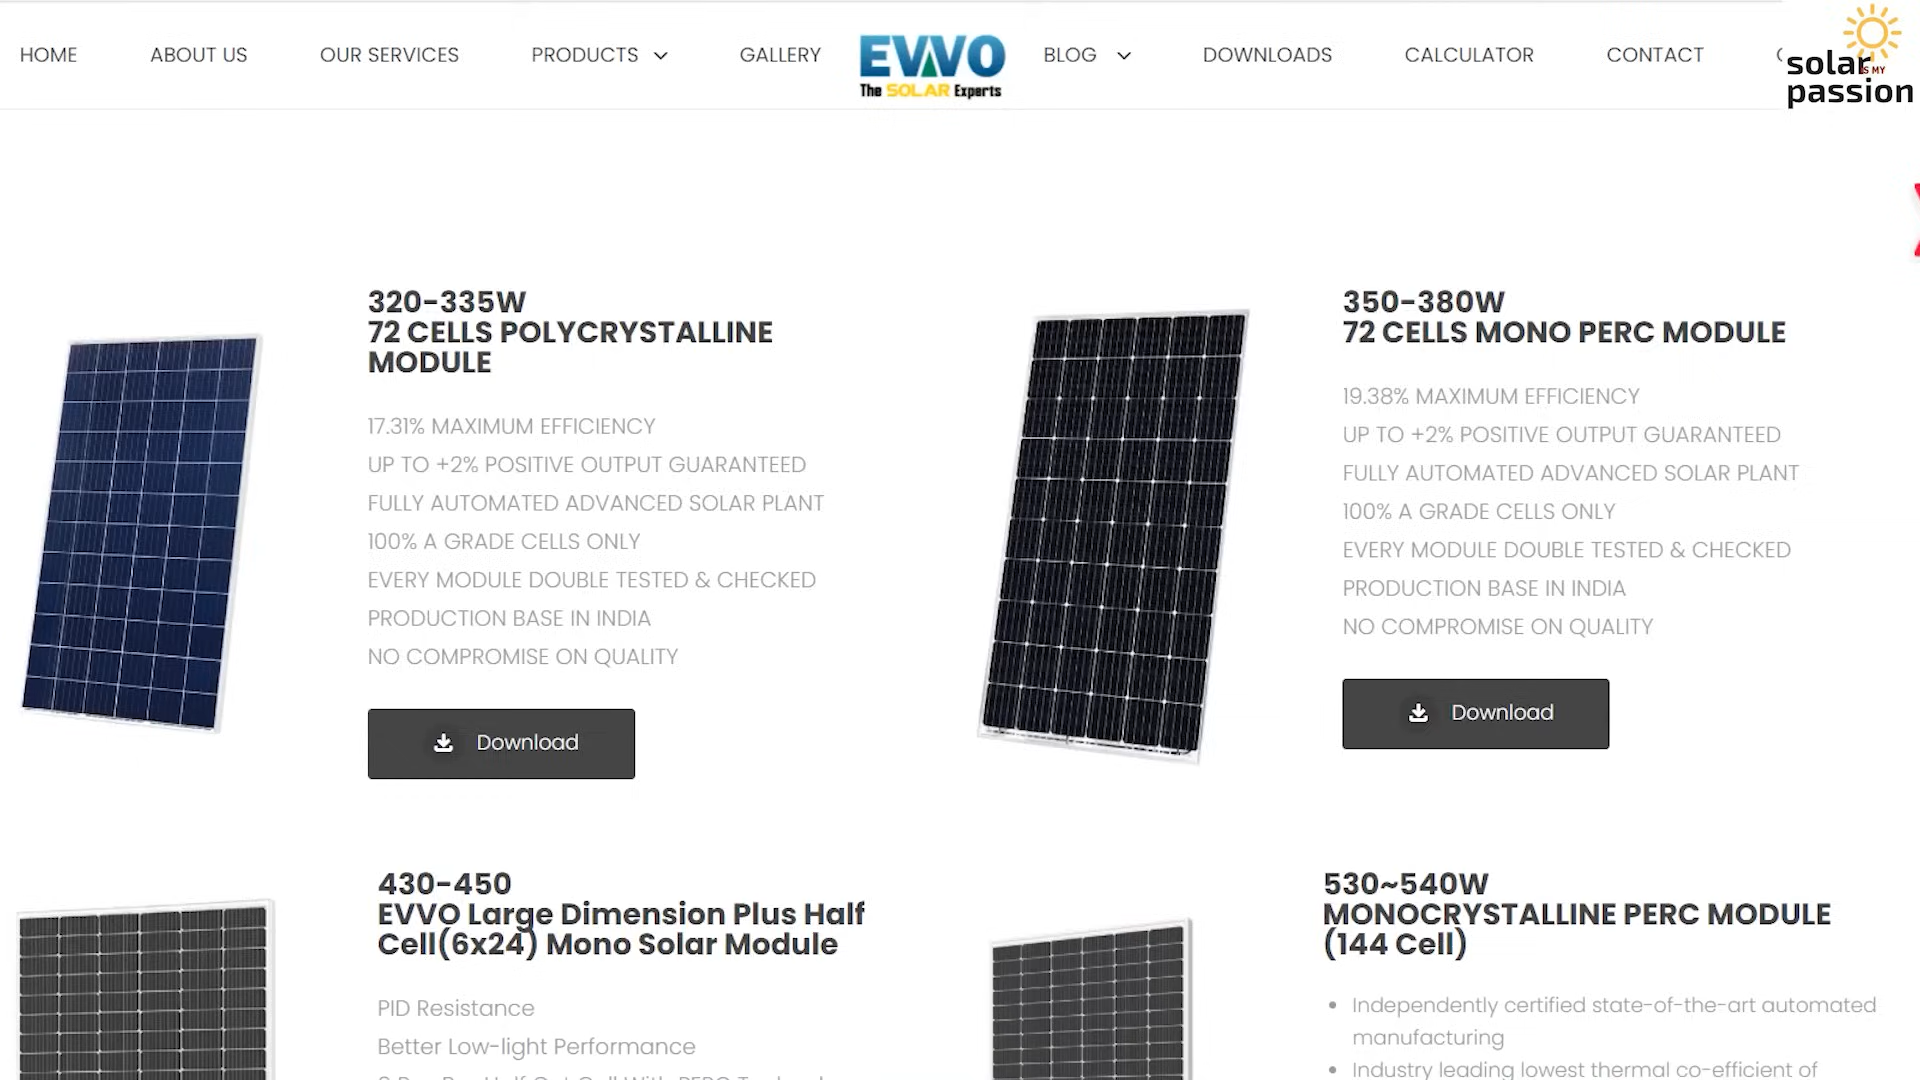 HOME
ABOUT US
OUR SERVICES
PRODUCTS
GALLERY
EVVO
The SOLAR Experts
BLOG
DOWNLOADS
CALCULATOR
CONTACT
solar
IS MY
passion
320-335W
72 CELLS POLYCRYSTALLINE
MODULE
17.31% MAXIMUM EFFICIENCY
UP TO +2% POSITIVE OUTPUT GUARANTEED
FULLY AUTOMATED ADVANCED SOLAR PLANT
100% A GRADE CELLS ONLY
EVERY MODULE DOUBLE TESTED & CHECKED
PRODUCTION BASE IN INDIA
NO COMPROMISE ON QUALITY
Download
350-380W
72 CELLS MONO PERC MODULE
19.38% MAXIMUM EFFICIENCY
UP TO +2% POSITIVE OUTPUT GUARANTEED
FULLY AUTOMATED ADVANCED SOLAR PLANT
100% A GRADE CELLS ONLY
EVERY MODULE DOUBLE TESTED & CHECKED
PRODUCTION BASE IN INDIA
NO COMPROMISE ON QUALITY
Download
430-450
EVVO Large Dimension Plus Half
Cell(6x24) Mono Solar Module
PID Resistance
Better Low-light Performance
530~540W
MONOCRYSTALLINE PERC MODULE
(144 Cell)
Independently certified state-of-the-art automated
manufacturing
Industry leading lowest thermal co-efficient of